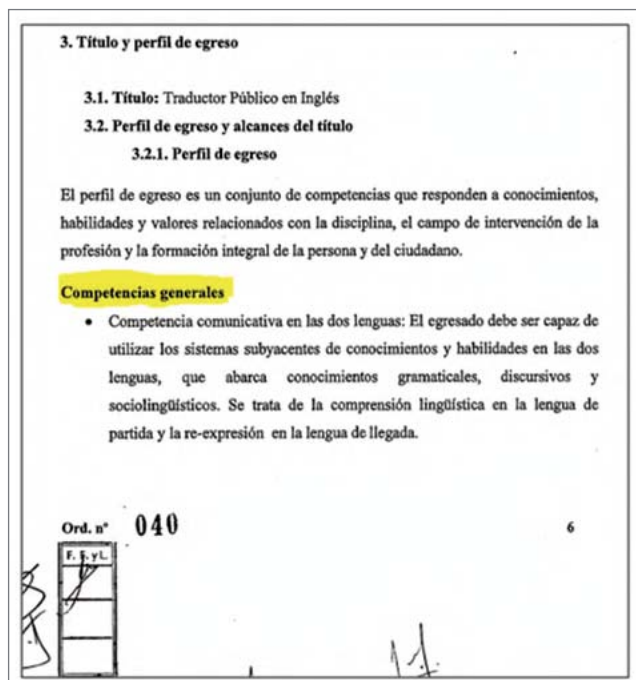 3. Título y perfil de egreso
3.1. Título: Traductor Público en Inglés
3.2. Perfil de egreso y alcances del título
3.2.1. Perfil de egreso
El perfil de egreso es un conjunto de competencias que responden a conocimientos,
habilidades y valores relacionados con la disciplina, el campo de intervención de la
profesión y la formación integral de la persona y del ciudadano.
Competencias generales
• Competencia comunicativa en las dos lenguas: El egresado debe ser capaz de
utilizar los sistemas subyacentes de conocimientos y habilidades en las dos
lenguas, que abarca conocimientos gramaticales, discursivos y
sociolingüísticos. Se trata de la comprensión lingüística en la lengua de
partida y la re-expresión en la lengua de llegada.
Ord. nº 040 6
F. F. y L.